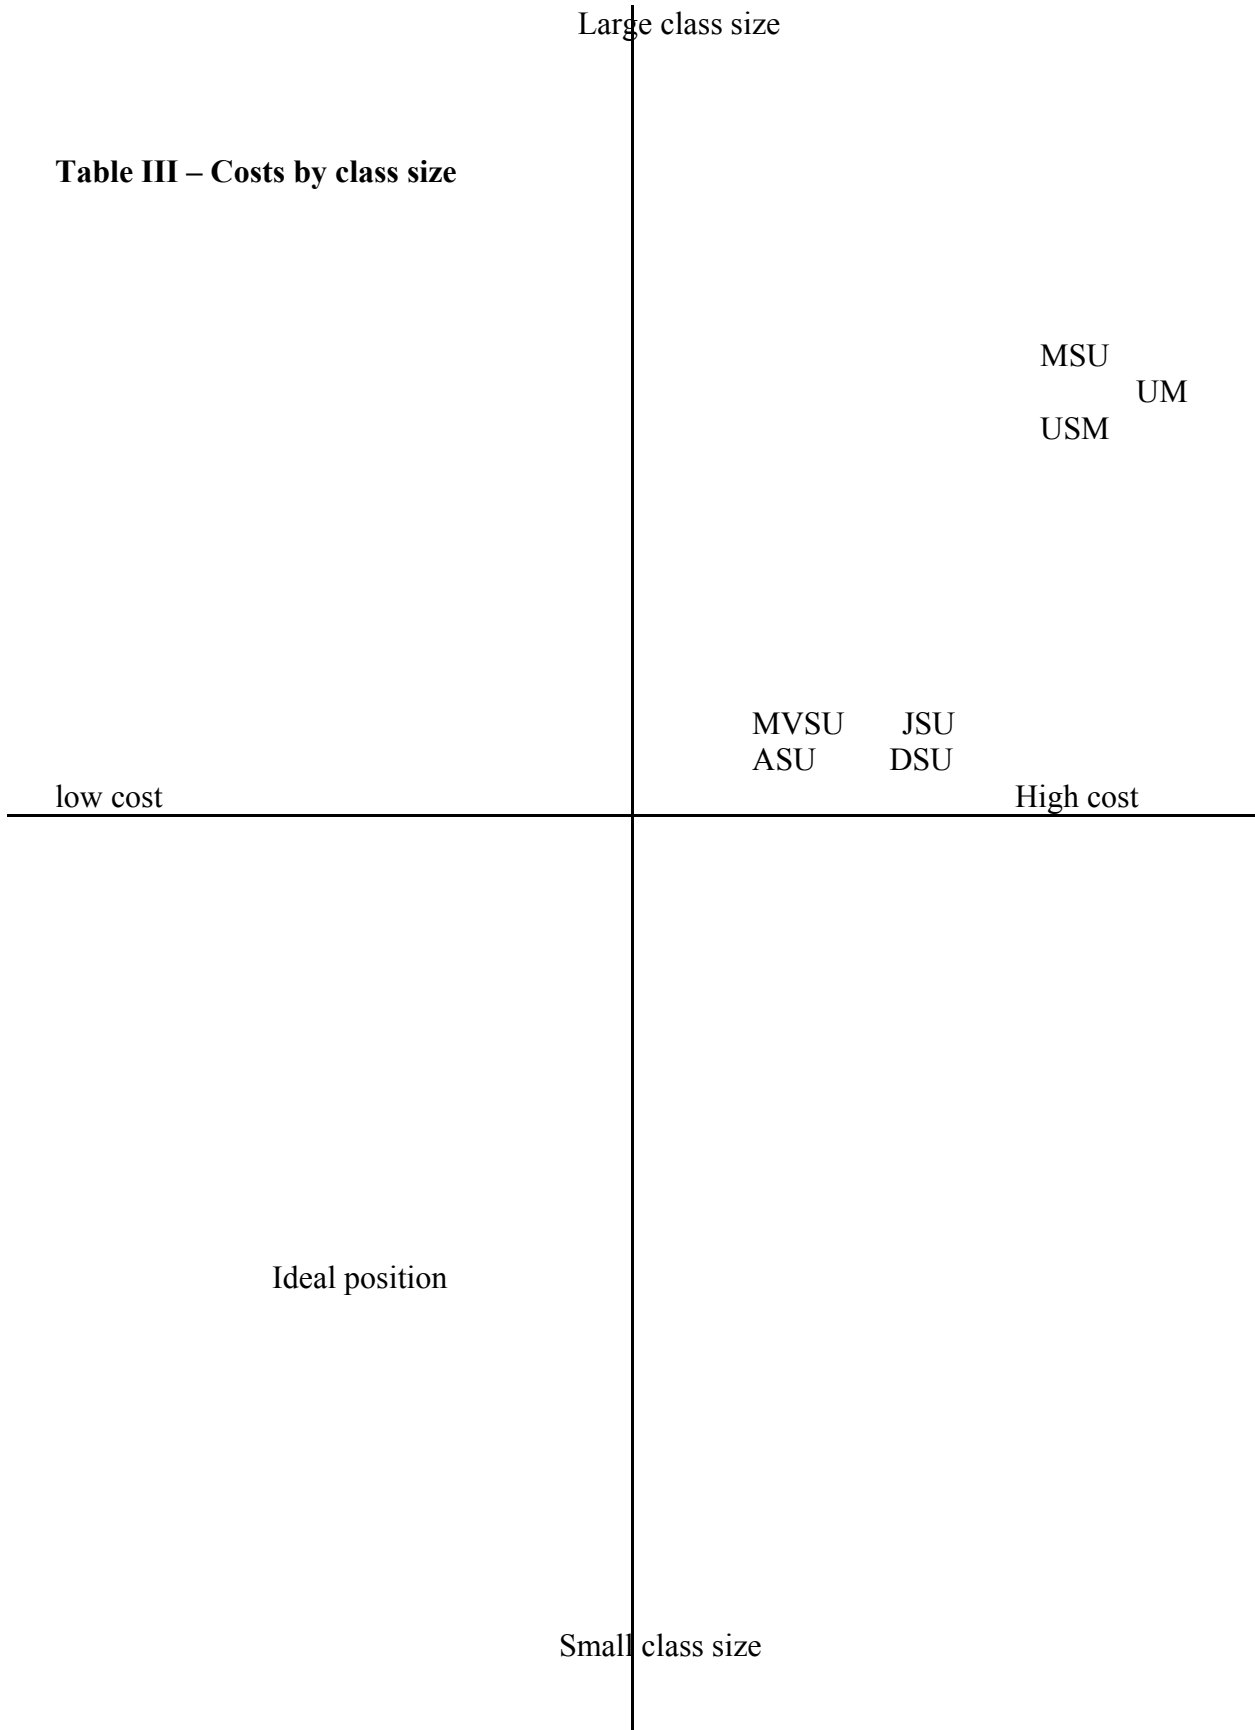 Large class size
Table III – Costs by class size
MSU
UM
USM
MVSU JSU
ASU DSU
low cost High cost
Ideal position
Small class size